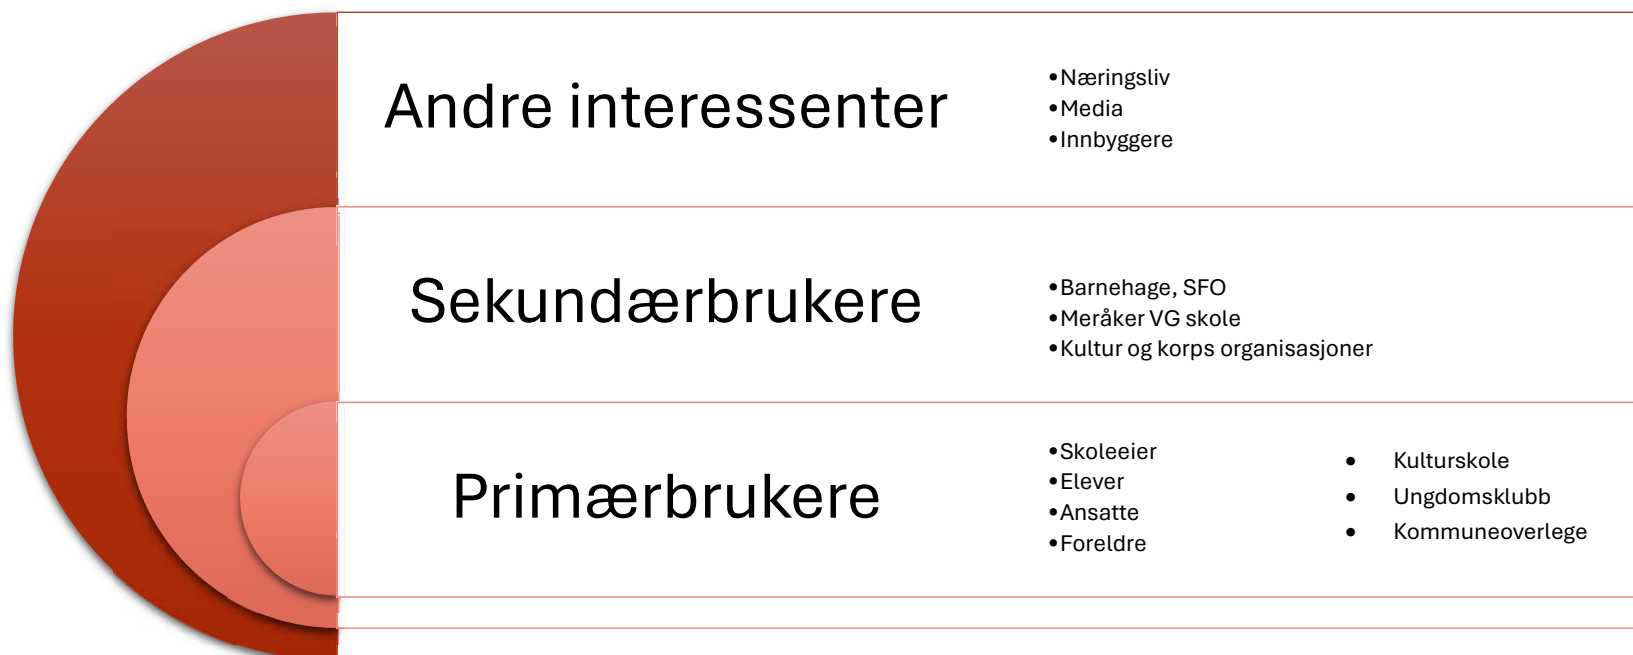 Andre interessenter
•Næringsliv
•Media
•Innbyggere
Sekundærbrukere
•Barnehage, SFO
•Meråker VG skole
•Kultur og korps organisasjoner
Primærbrukere
•Skoleeier
•Elever
•Ansatte
•Foreldre
• Kulturskole
• Ungdomsklubb
• Kommuneoverlege